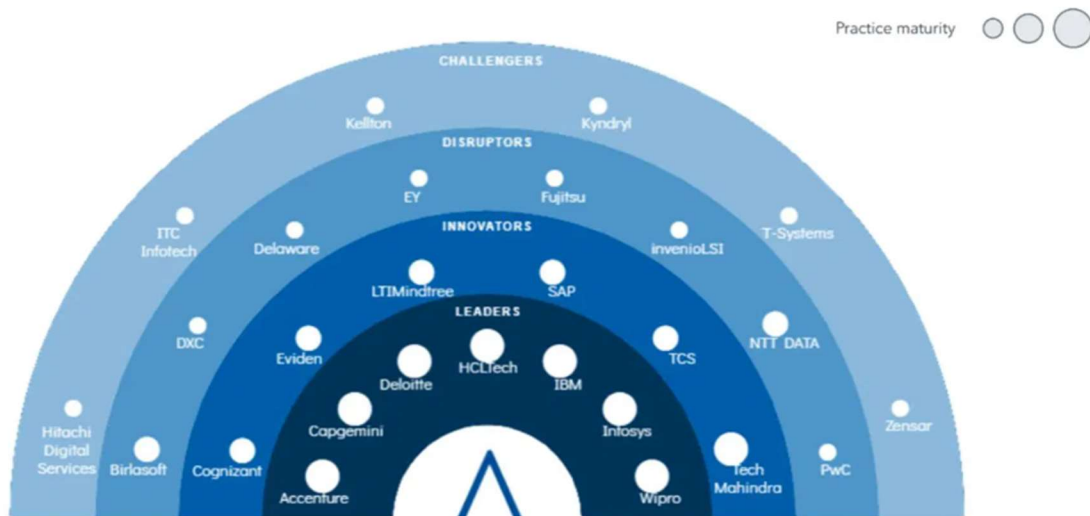 Practice maturity
CHALLENGERS
Kellton
Kyndryl
DISRUPTORS
EY
Fujitsu
ITC
Infotech
Delaware
invenioLSI
T-Systems
INNOVATORS
LTIMindtree
SAP
LEADERS
DXC
Eviden
HCLTech
TCS
NTT DATA
Deloitte
IBM
Capgemini
Infosys
Hitachi
Digital
Services
Birlasoft
Cognizant
Accenture
Wipro
Tech
Mahindra
PwC
Zensar